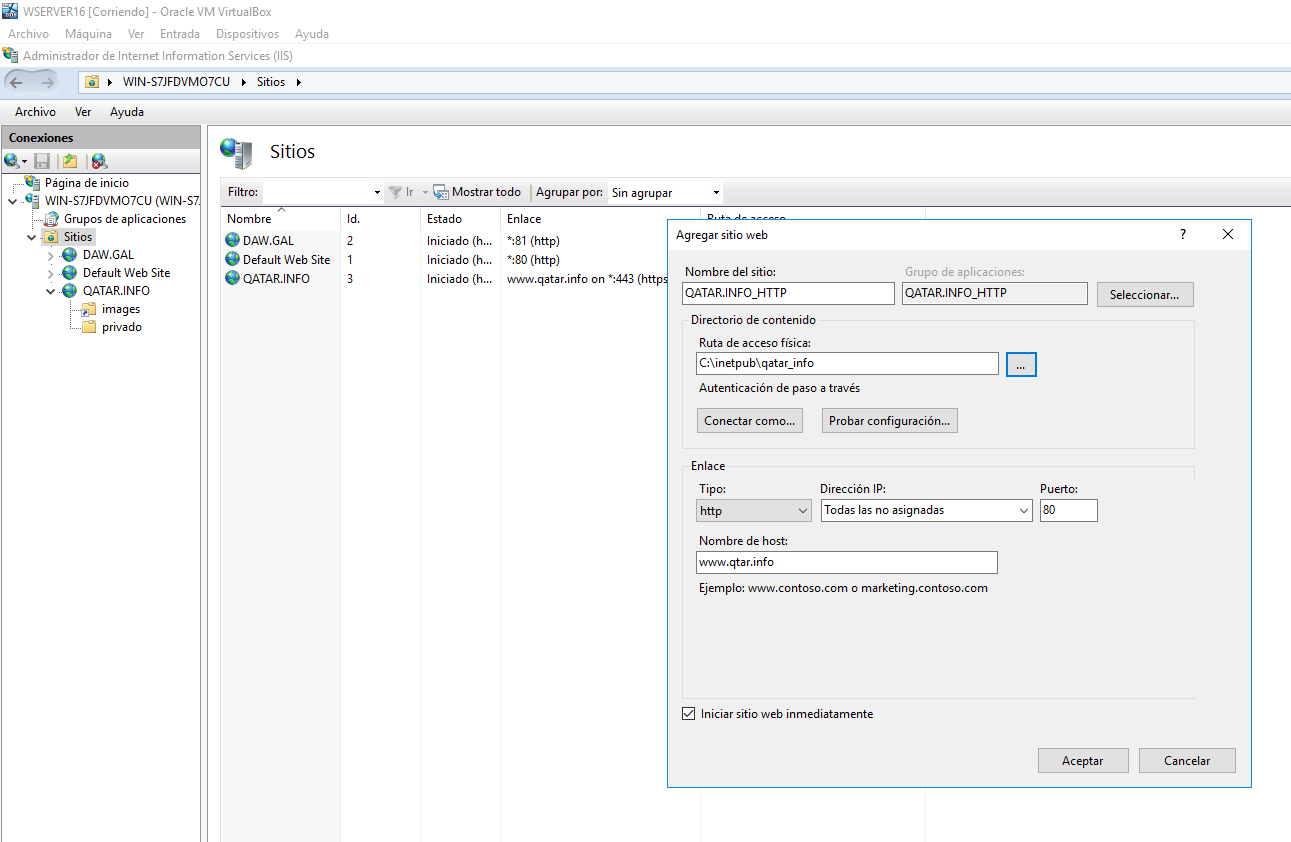 WSERVER16 [Corriendo] - Oracle VM VirtualBox
Archivo Máquina Ver Entrada Dispositivos Ayuda
Administrador de Internet Information Services (IIS)
WIN-S7JFDVMO7CU Sitios
Archivo Ver Ayuda
Conexiones
Página de inicio
WIN-S7JFDVMO7CU (WIN-S7.
Grupos de aplicaciones
Sitios
DAW.GAL
Default Web Site
QATAR.INFO
images
privado
Sitios
Filtro: Ir Mostrar todo Agrupar por: Sin agrupar
Nombre Id. Estado Enlace Ruta de acceso
DAW.GAL 2 Iniciado (h... *:81 (http)
Default Web Site 1 Iniciado (h... *:80 (http)
QATAR.INFO 3 Iniciado (h... www.qatar.info on *:443 (https
Agregar sitio web ?
Nombre del sitio: Grupo de aplicaciones:
QATAR.INFO_HTTP QATAR.INFO_HTTP Seleccionar...
Directorio de contenido
Ruta de acceso física:
C:\inetpub\qatar_info ...
Autenticación de paso a través
Conectar como... Probar configuración...
Enlace
Tipo: Dirección IP: Puerto:
http Todas las no asignadas 80
Nombre de host:
www.qtar.info
Ejemplo: www.contoso.com o marketing.contoso.com
Iniciar sitio web inmediatamente
Aceptar Cancelar